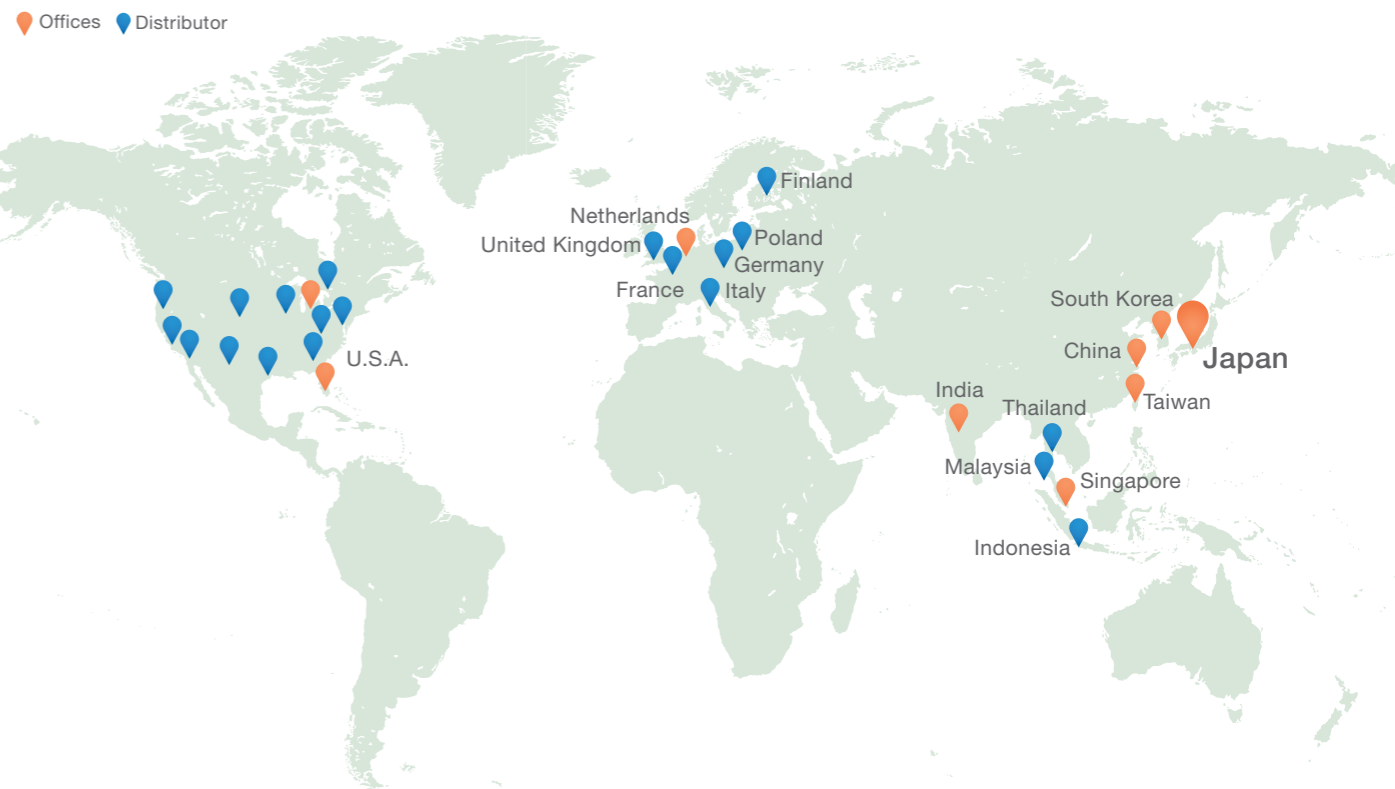 Offices
Distributor
Finland
Netherlands
United Kingdom
Poland
Germany
France
Italy
South Korea
China
Japan
U.S.A.
India
Taiwan
Thailand
Malaysia
Singapore
Indonesia